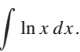 ∫ ln x dx.